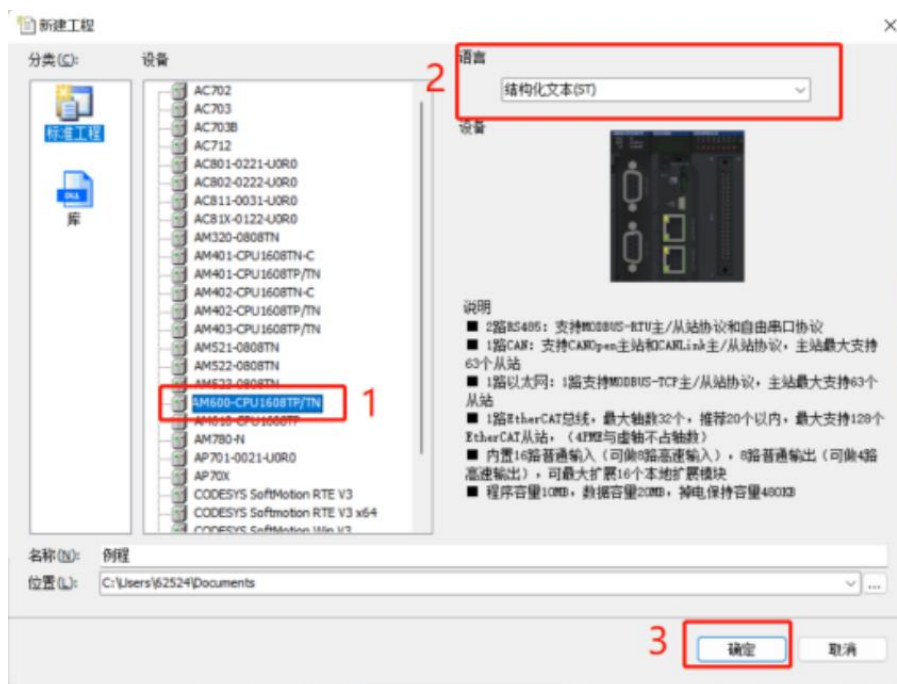 新建工程
分类(C):
设备
标准工程
库
AC702
AC703
AC703B
AC712
AC801-0221-U0R0
AC802-0222-U0R0
AC811-0031-U0R0
AC81X-0122-U0R0
AM320-0808TN
AM401-CPU1608TN-C
AM401-CPU1608TP/TN
AM402-CPU1608TN-C
AM402-CPU1608TP/TN
AM403-CPU1608TP/TN
AM521-0808TN
AM522-0808TN
AM523-0808TN
AM600-CPU1608TP/TN
1
AM610-CPU1608TP
AM780-N
AP701-0021-U0R0
AP70X
CODESYS SoftMotion RTE V3
CODESYS Softmotion RTE V3 x64
CODESYS SoftMotion Win V3
2
语言
结构化文本(ST)
设备
说明
■ 2路RS485: 支持MODBUS-RTU主/从站协议和自由串口协议
■ 1路CAN: 支持CANOpen主站和CANLink主/从站协议, 主站最大支持
63个从站
■ 1路以太网: 1路支持MODBUS-TCP主/从站协议, 主站最大支持63个
从站
■ 1路EtherCAT总线, 最大轴数32个, 推荐20个以内, 最大支持128个
EtherCAT从站, (4PME与虚轴不占轴数)
■ 内置16路普通输入 (可做8路高速输入) , 8路普通输出 (可做4路
高速输出) , 可最大扩展16个本地扩展模块
■ 程序容量10MB, 数据容量20MB, 掉电保持容量480KB
名称(N):
例程
位置(L):
C:\Users\62524\Documents
...
3
确定
取消